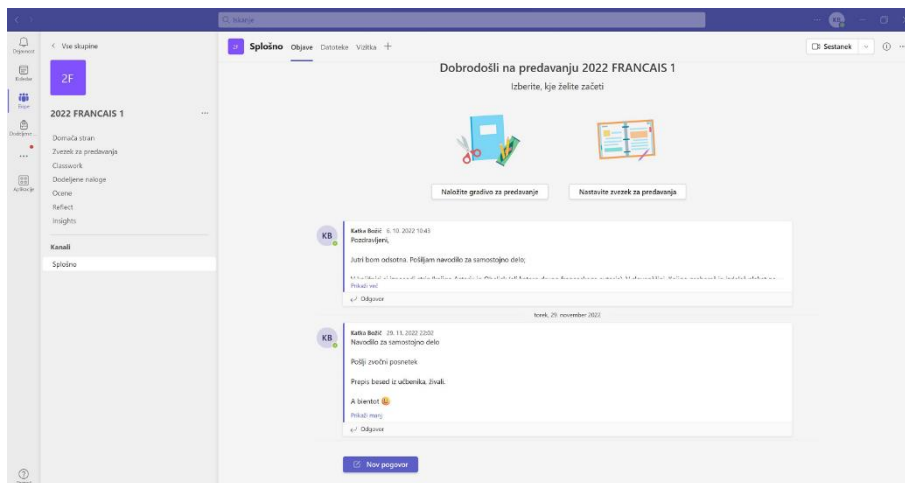 Iskanje
KB
Dejavnost
Koledar
Ekipe
Dodeljene...
Aplikacije
Vse skupine
2F
2022 FRANCAIS 1
Domača stran
Zvezek za predavanja
Classwork
Dodeljene naloge
Ocene
Reflect
Insights
Kanali
Splošno
2F Splošno Objave Datoteke Vizitka +
Sestanek
Dobrodošli na predavanju 2022 FRANCAIS 1
Izberite, kje želite začeti
Naložite gradivo za predavanje
Nastavite zvezek za predavanja
KB
Katka Božič 6. 10. 2022 10:43
Pozdravljeni,
Jutri bom odsotna. Pošiljam navodilo za samostojno delo;
Prikaži več
Odgovor
torek, 29. november 2022
KB
Katka Božič 29. 11. 2022 22:02
Navodilo za samostojno delo
Pošlji zvočni posnetek
Prepis besed iz učbenika, živali.
A bientot
Prikaži manj
Odgovor
Nov pogovor